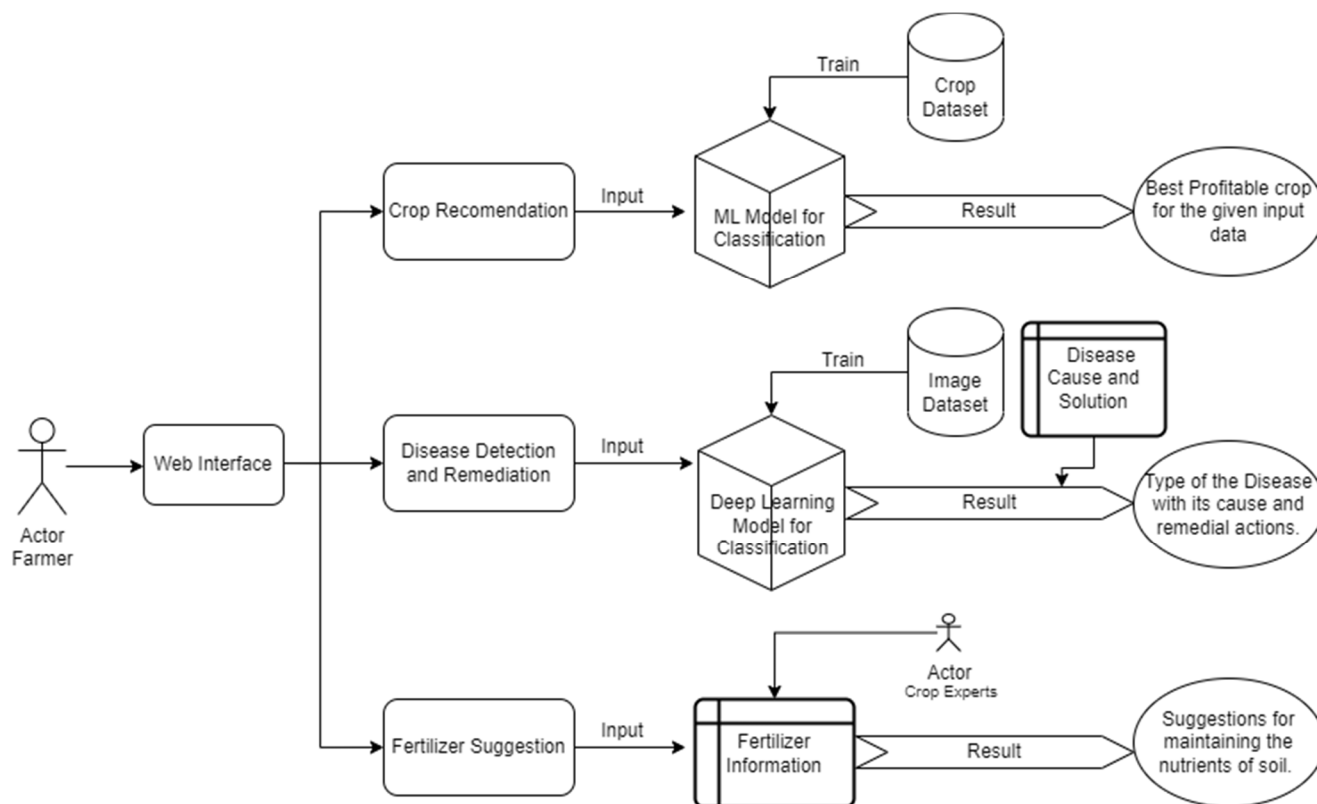 Train
Crop
Dataset
Crop Recomendation
Input
ML Model for
Classification
Result
Best Profitable crop
for the given input
data
Train
Image
Dataset
Disease
Cause and
Solution
Actor
Farmer
Web Interface
Disease Detection
and Remediation
Input
Deep Learning
Model for
Classification
Result
Type of the Disease
with its cause and
remedial actions.
Actor
Crop Experts
Fertilizer Suggestion
Input
Fertilizer
Information
Result
Suggestions for
maintaining the
nutrients of soil.